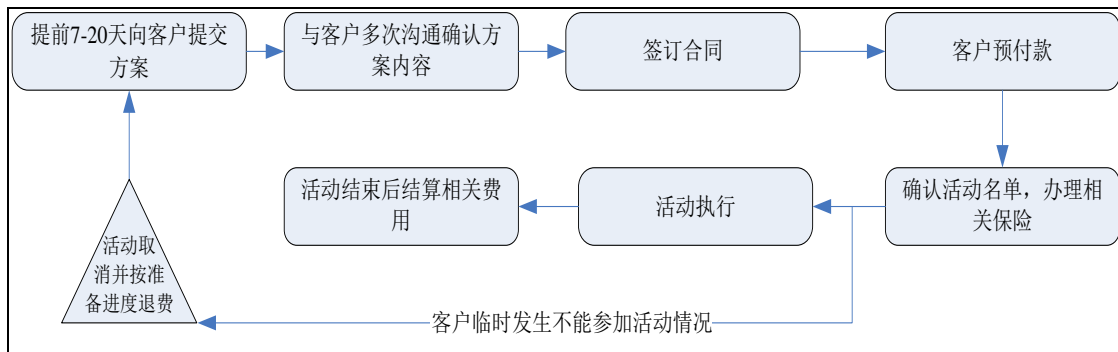 提前7-20天向客户提交
方案
与客户多次沟通确认方
案内容
签订合同
客户预付款
确认活动名单，办理相
关保险
活动执行
活动结束后结算相关费
用
活动取
消并按准
备进度退费
客户临时发生不能参加活动情况